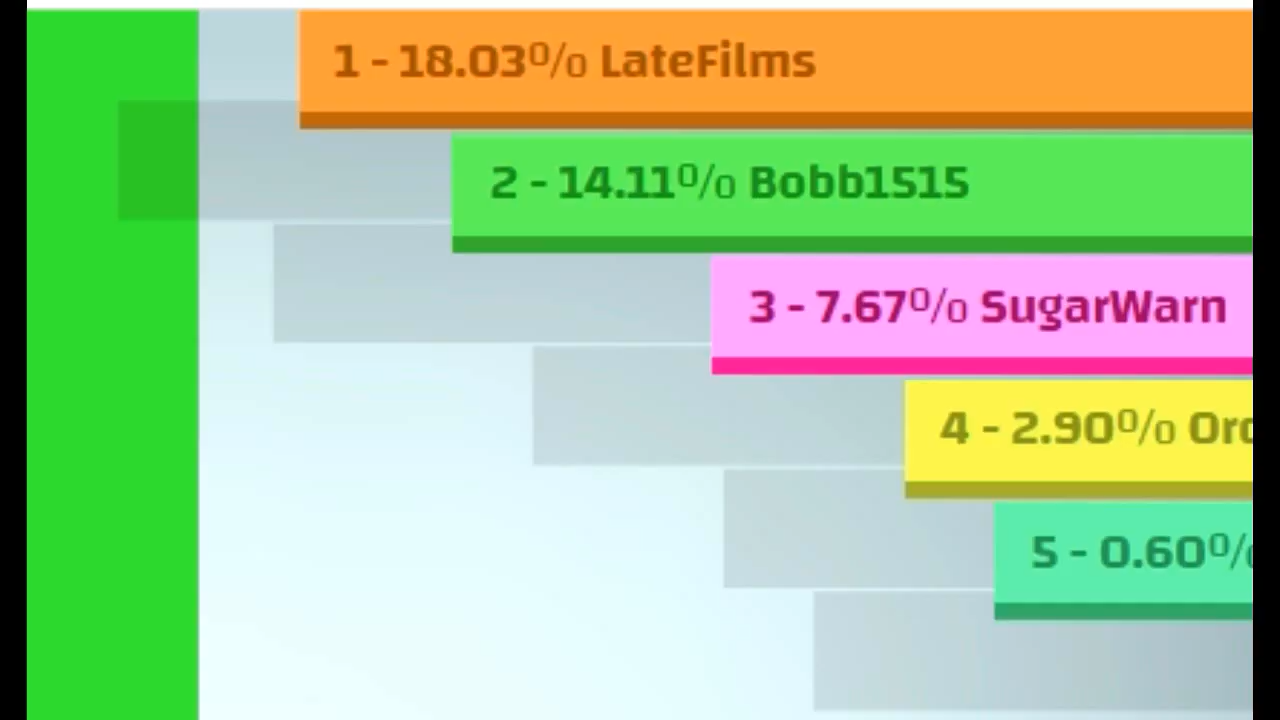 1 - 18.03% LateFilms
2 - 14.11% Bobb1515
3 - 7.67% SugarWarn
4 - 2.90%
5 - 0.60%